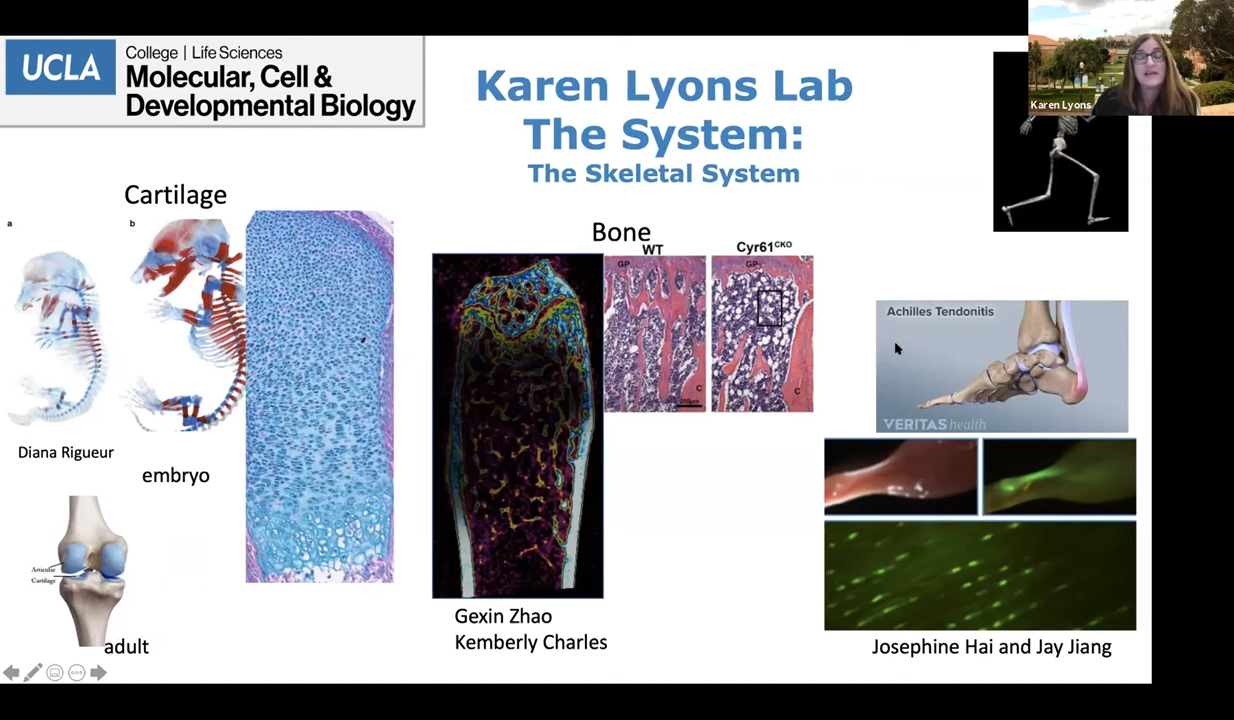 UCLA
College | Life Sciences
Molecular, Cell &
Developmental Biology
Karen Lyons Lab
The System:
The Skeletal System
Karen Lyons
Cartilage
a
b
Diana Rigueur
embryo
Articular
Cartilage
adult
Bone
WT
Cyr61CKO
GP
GP
C
C
200μm
Gexin Zhao
Kemberly Charles
Achilles Tendonitis
VERITAS health
Josephine Hai and Jay Jiang